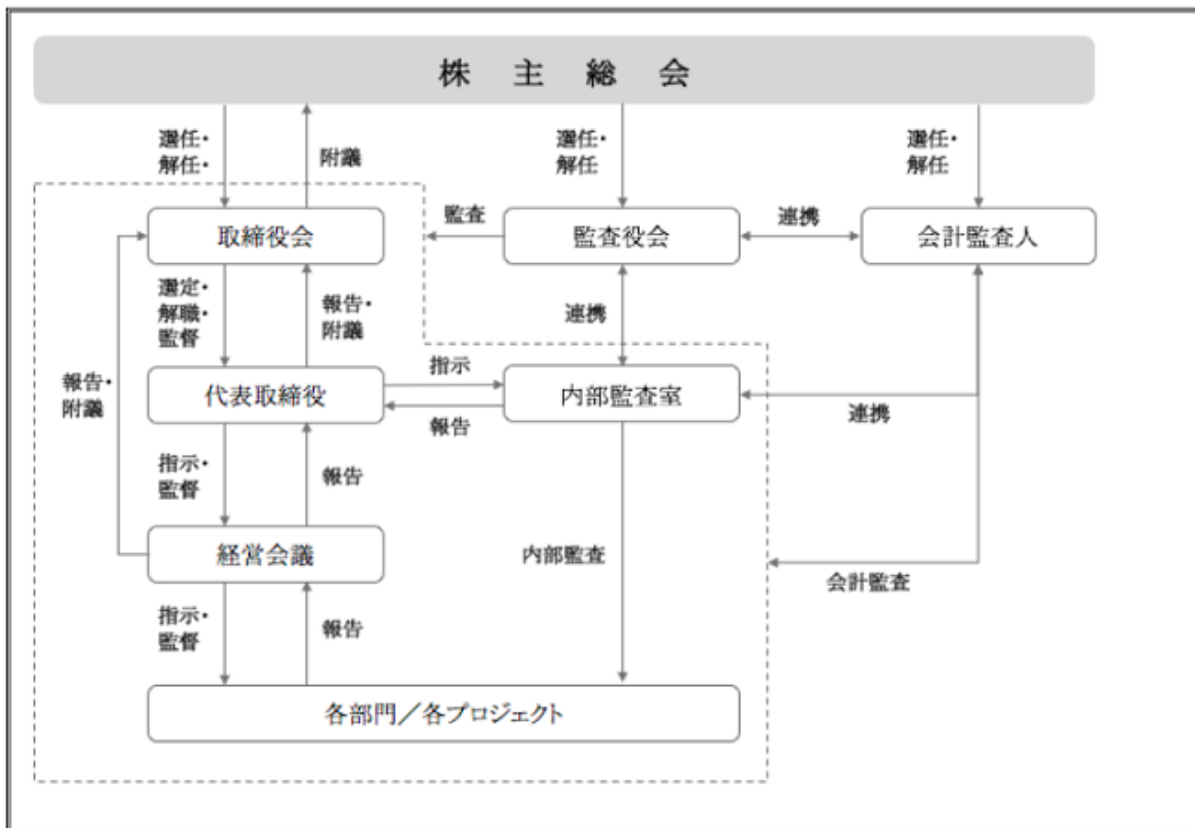 株主総会
選任・
解任・
附議
選任・
解任
選任・
解任
取締役会
監査
監査役会
連携
会計監査人
選定・
解職・
監督
報告・
附議
連携
報告・
附議
代表取締役
指示
報告
内部監査室
連携
指示・
監督
報告
経営会議
内部監査
会計監査
指示・
監督
報告
各部門／各プロジェクト